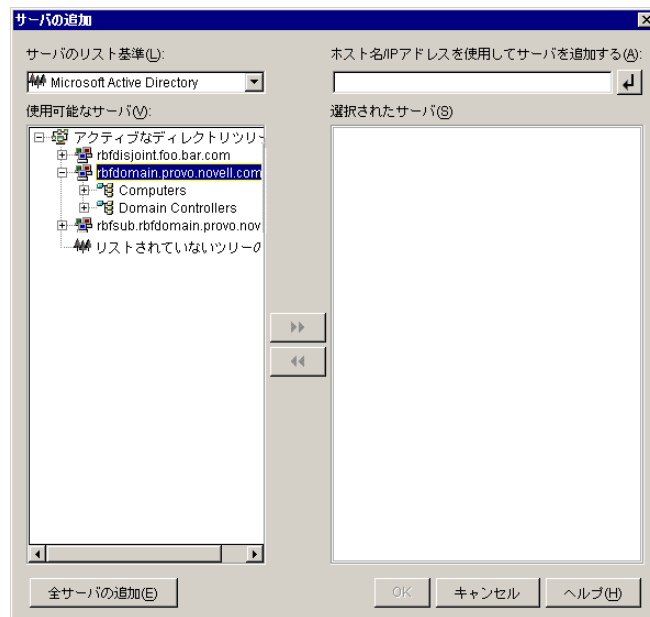 サーバの追加
サーバのリスト基準(L):
Microsoft Active Directory
使用可能なサーバ(V):
アクティブなディレクトリツリー
rbfdisjoint.foo.bar.com
rbfdomain.provo.novell.com
Computers
Domain Controllers
rbfsub.rbfdomain.provo.nov
リストされていないツリーの
ホスト名/IPアドレスを使用してサーバを追加する(A):
選択されたサーバ(S)
全サーバの追加(E)
OK
キャンセル
ヘルプ(H)